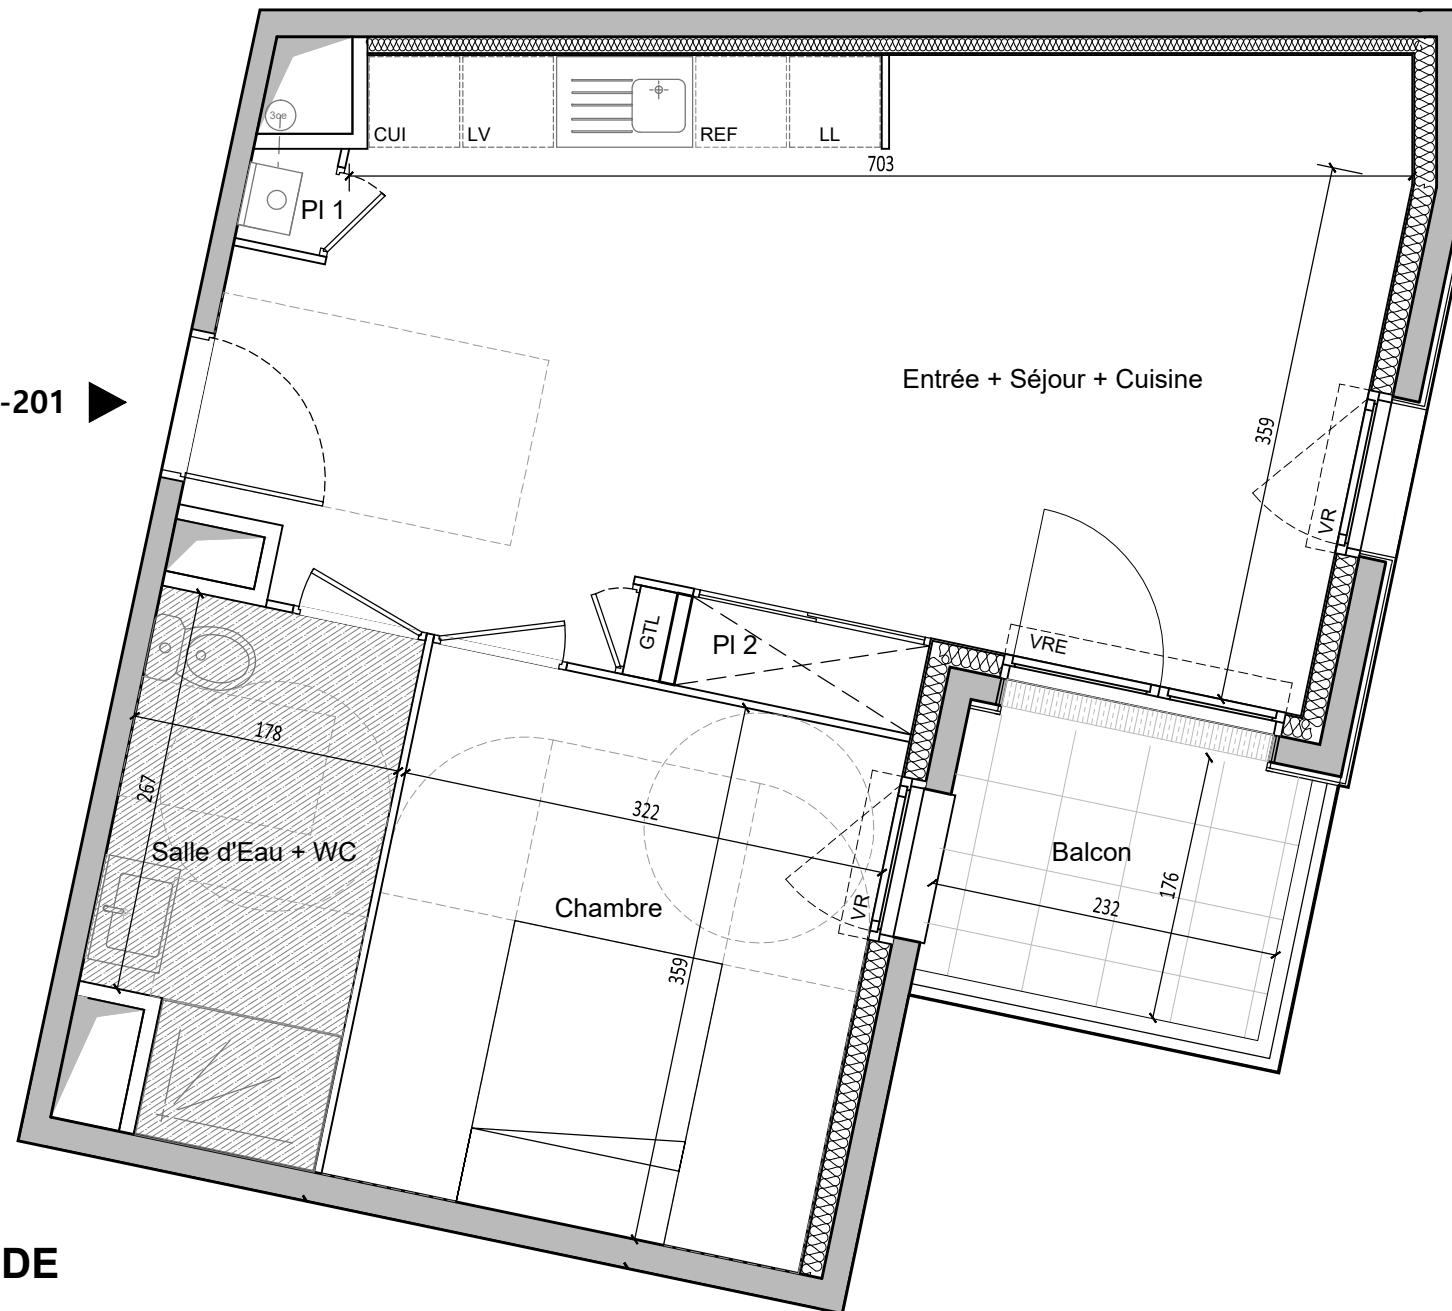 3oe
CUI
LV
REF
LL
703
Pl 1
Entrée + Séjour + Cuisine
-201
359
VR
GTL
Pl 2
VRE
178
267
322
Salle d'Eau + WC
Balcon
176
232
Chambre
VR
359
DE